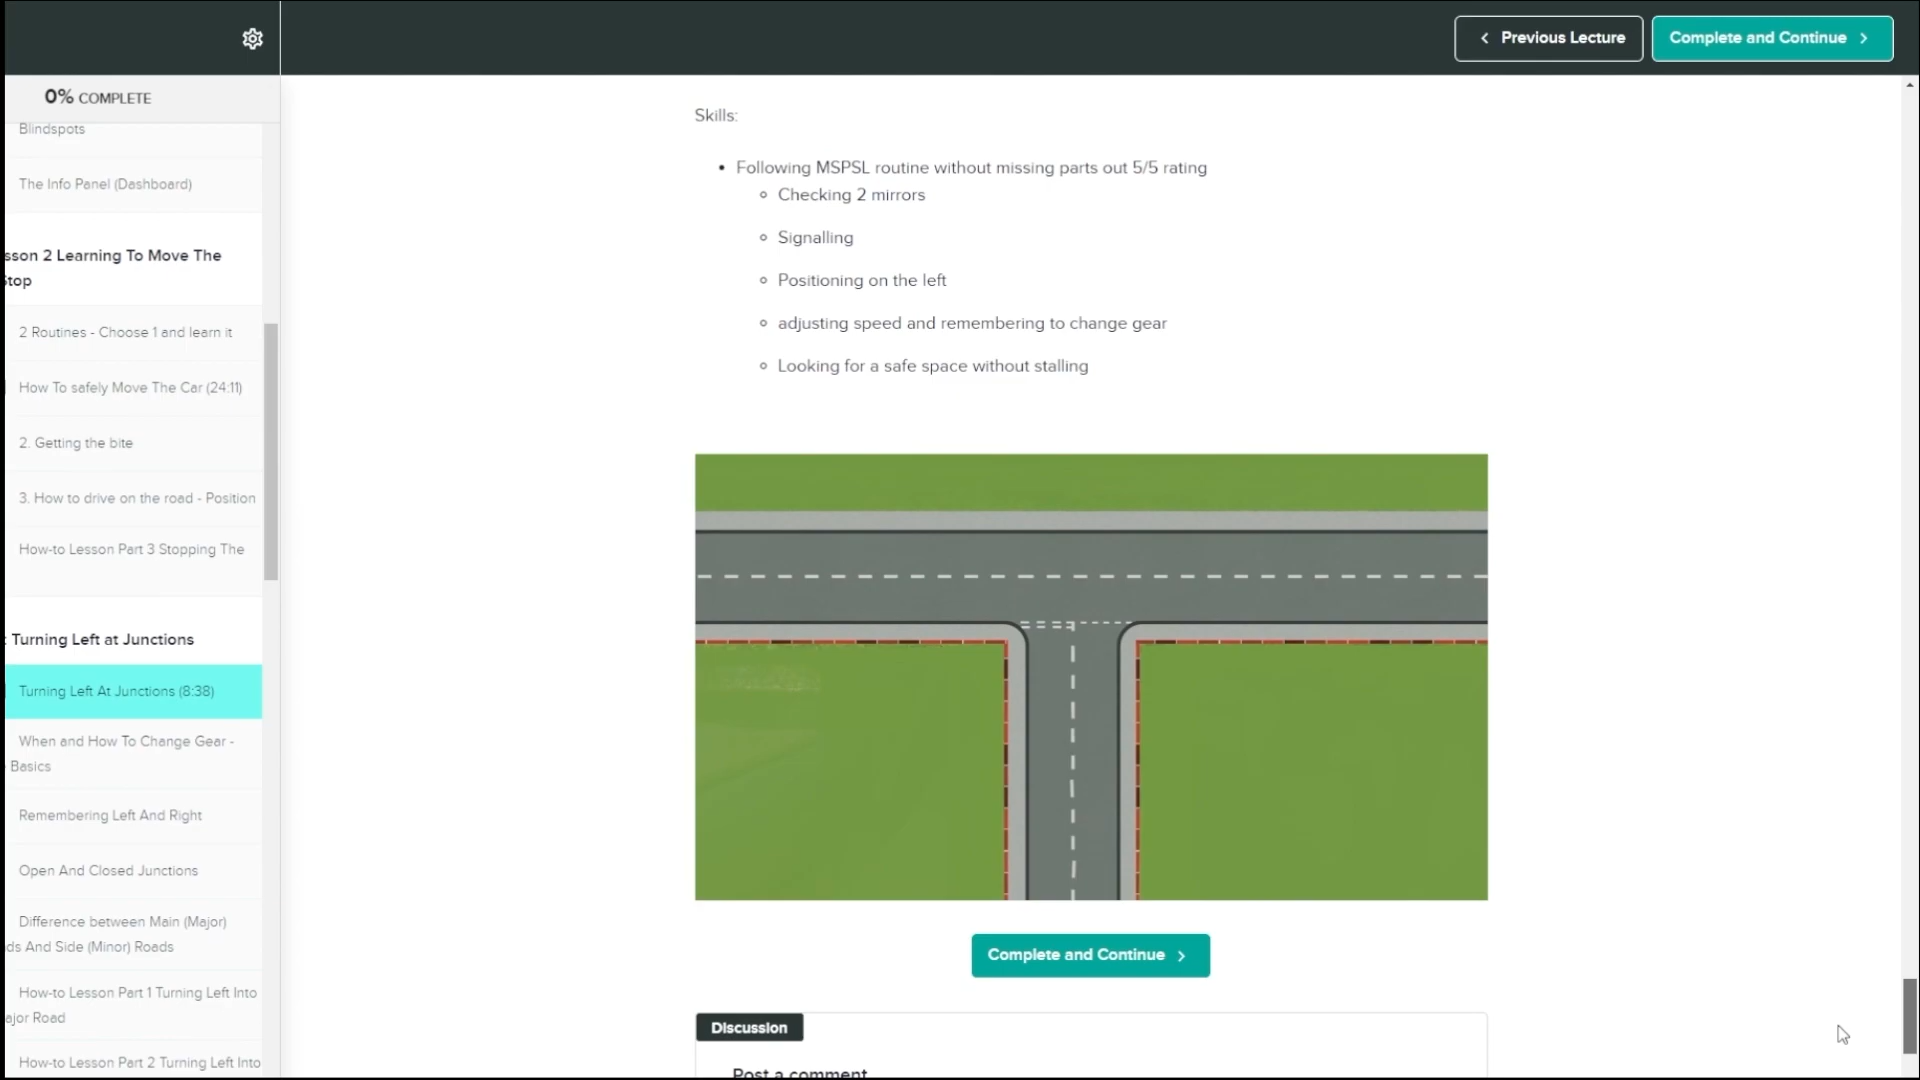 Previous Lecture
Complete and Continue
0% COMPLETE
Blindspots
The Info Panel (Dashboard)
sson 2 Learning To Move The
Stop
2 Routines - Choose 1 and learn it
How To safely Move The Car (24:11)
2. Getting the bite
3. How to drive on the road - Position
How-to Lesson Part 3 Stopping The
: Turning Left at Junctions
Turning Left At Junctions (8:38)
When and How To Change Gear -
Basics
Remembering Left And Right
Open And Closed Junctions
Difference between Main (Major)
ds And Side (Minor) Roads
How-to Lesson Part 1 Turning Left Into
ajor Road
How-to Lesson Part 2 Turning Left Into
Skills:
Following MSPSL routine without missing parts out 5/5 rating
Checking 2 mirrors
Signalling
Positioning on the left
adjusting speed and remembering to change gear
Looking for a safe space without stalling
Complete and Continue
Discussion
Post a comment